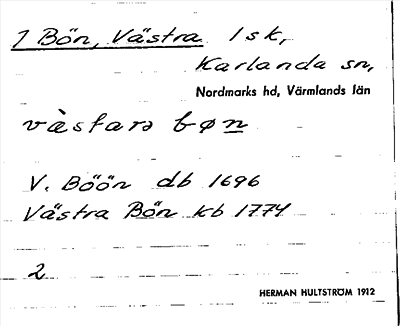 1 Bön, Västra 1 sk,
Karlanda sn,
Nordmarks hd, Värmlands län
vàstarə bøn
V. Böön db 1696
Västra Bön kb 1774
2
HERMAN HULTSTRÖM 1912